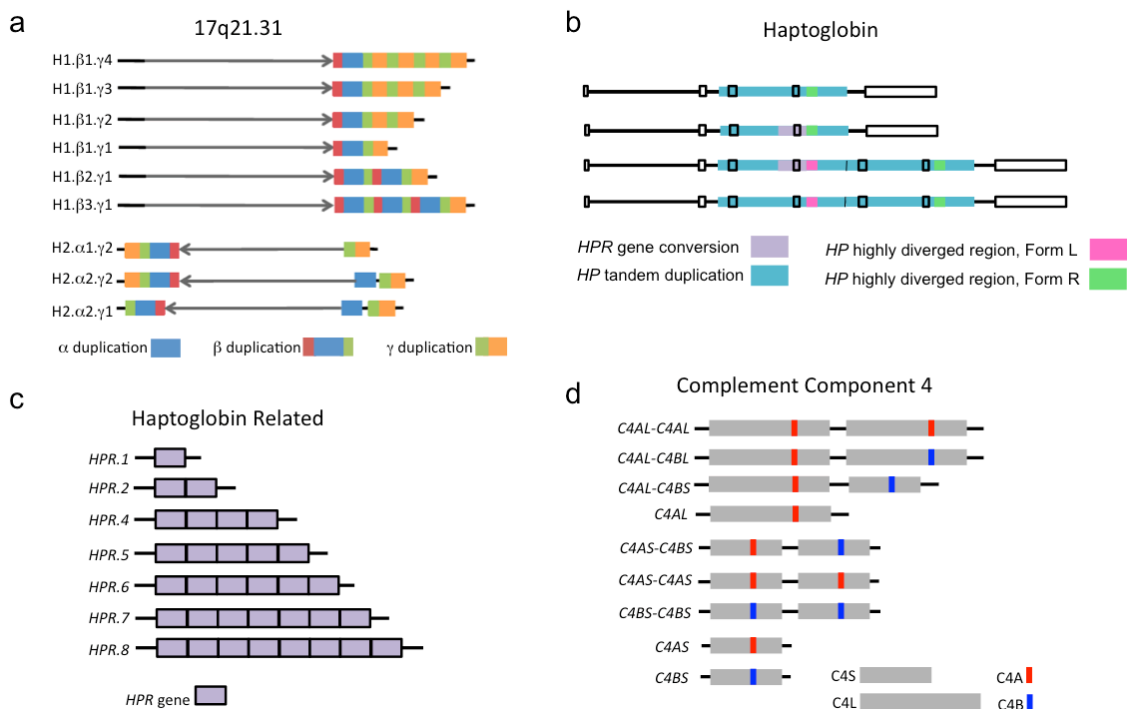 a
17q21.31
H1.β1.γ4
H1.β1.γ3
H1.β1.γ2
H1.β1.γ1
H1.β2.γ1
H1.β3.γ1
H2.α1.γ2
H2.α2.γ2
H2.α2.γ1
α duplication
β duplication
γ duplication
b
Haptoglobin
HPR gene conversion
HP tandem duplication
HP highly diverged region, Form L
HP highly diverged region, Form R
c
Haptoglobin Related
HPR.1
HPR.2
HPR.4
HPR.5
HPR.6
HPR.7
HPR.8
HPR gene
d
Complement Component 4
C4AL-C4AL
C4AL-C4BL
C4AL-C4BS
C4AL
C4AS-C4BS
C4AS-C4AS
C4BS-C4BS
C4AS
C4BS
C4S
C4L
C4A
C4B